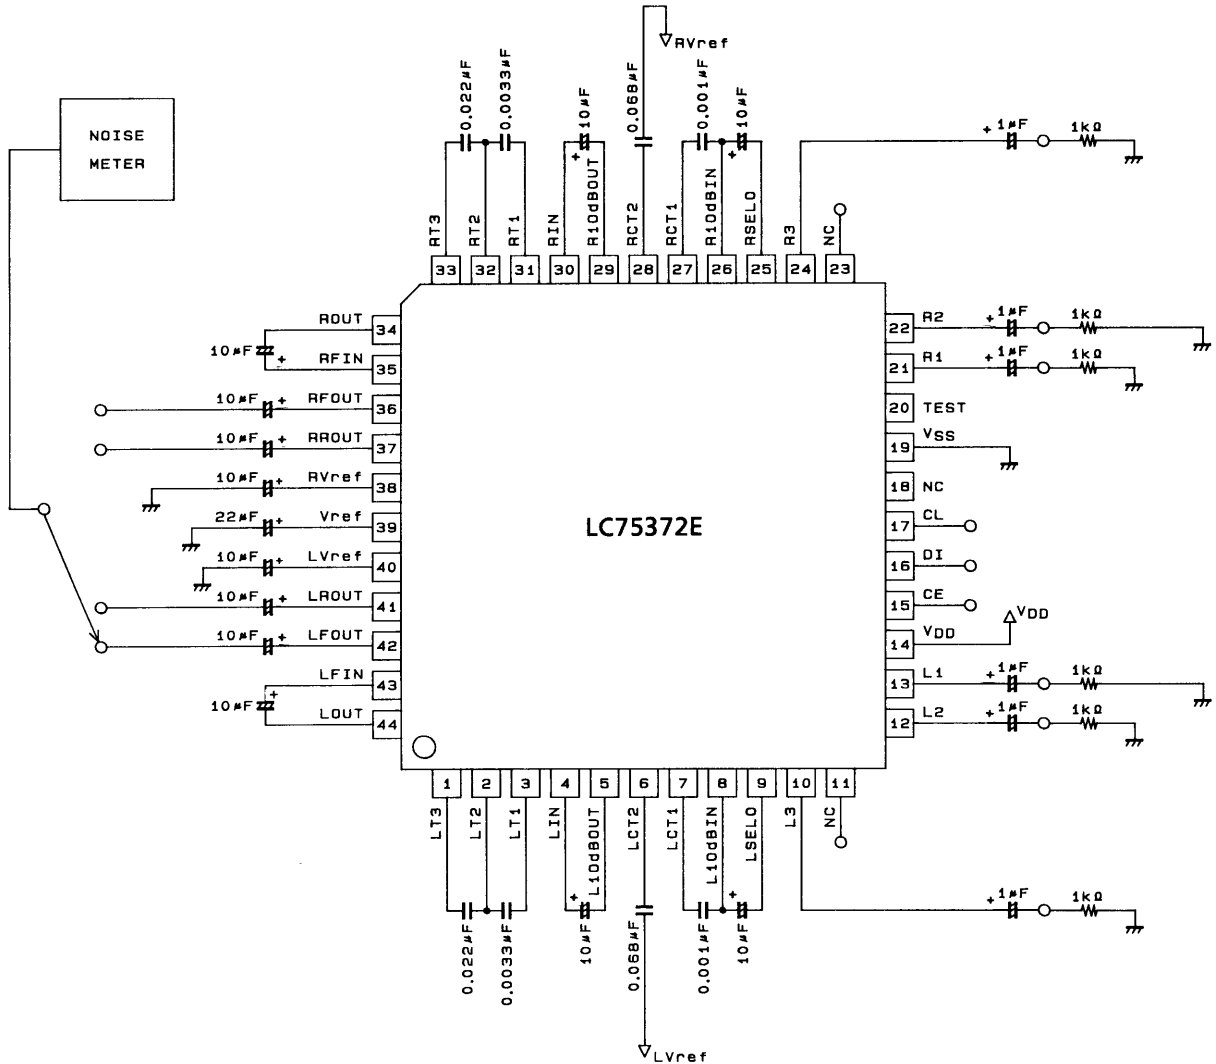 RVref
0.022µF
0.0033µF
10µF
0.068µF
0.001µF
10µF
NOISE
METER
+
+
+ 1µF
1kΩ
RT3
RT2
RT1
RIN
R10dBOUT
RCT2
RCT1
R10dBIN
RSELO
R3
NC
33
32
31
30
29
28
27
26
25
24
23
ROUT
34
22
R2
+ 1µF
1kΩ
10µF
+
RFIN
35
21
R1
+ 1µF
1kΩ
10µF
+
RFOUT
36
20
TEST
10µF
+
RROUT
37
19
VSS
10µF
+
RVref
38
18
NC
22µF
+
Vref
39
LC75372E
17
CL
10µF
+
LVref
40
16
DI
10µF
+
LROUT
41
15
CE
10µF
+
LFOUT
42
14
VDD
VDD
LFIN
43
13
L1
+ 1µF
1kΩ
10µF
+
LOUT
44
12
L2
+ 1µF
1kΩ
1
2
3
4
5
6
7
8
9
10
11
LT3
LT2
LT1
LIN
L10dBOUT
LCT2
LCT1
L10dBIN
LSELO
L3
NC
+
+
+ 1µF
1kΩ
0.022µF
0.0033µF
10µF
0.068µF
0.001µF
10µF
LVref